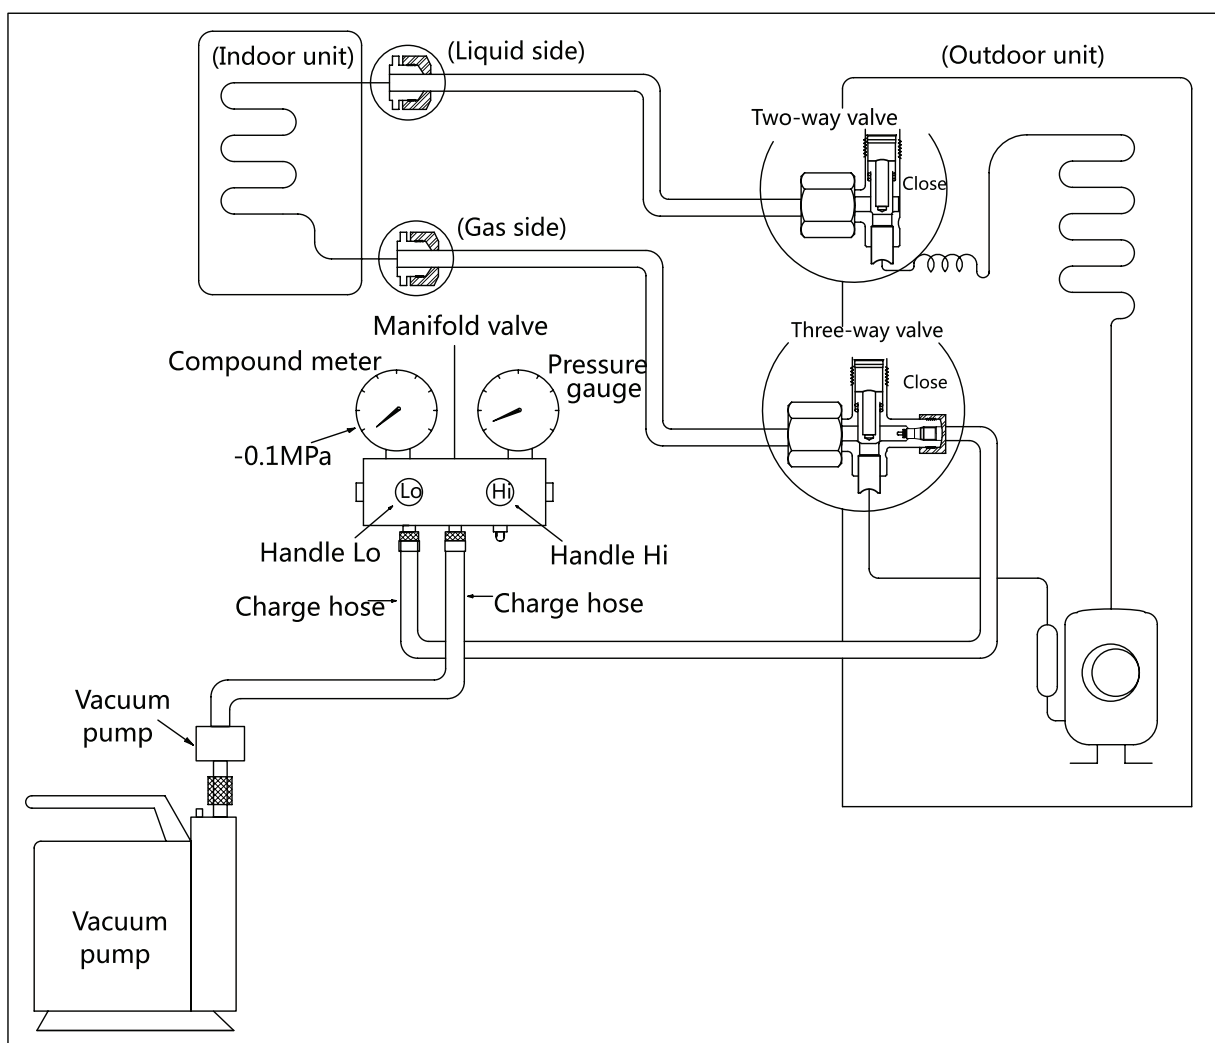 (Indoor unit)
(Liquid side)
(Outdoor unit)
Two-way valve
Close
(Gas side)
Manifold valve
Three-way valve
Compound meter
Pressure
gauge
Close
-0.1MPa
Lo
Hi
Handle Lo
Handle Hi
Charge hose
Charge hose
Vacuum
pump
Vacuum
pump